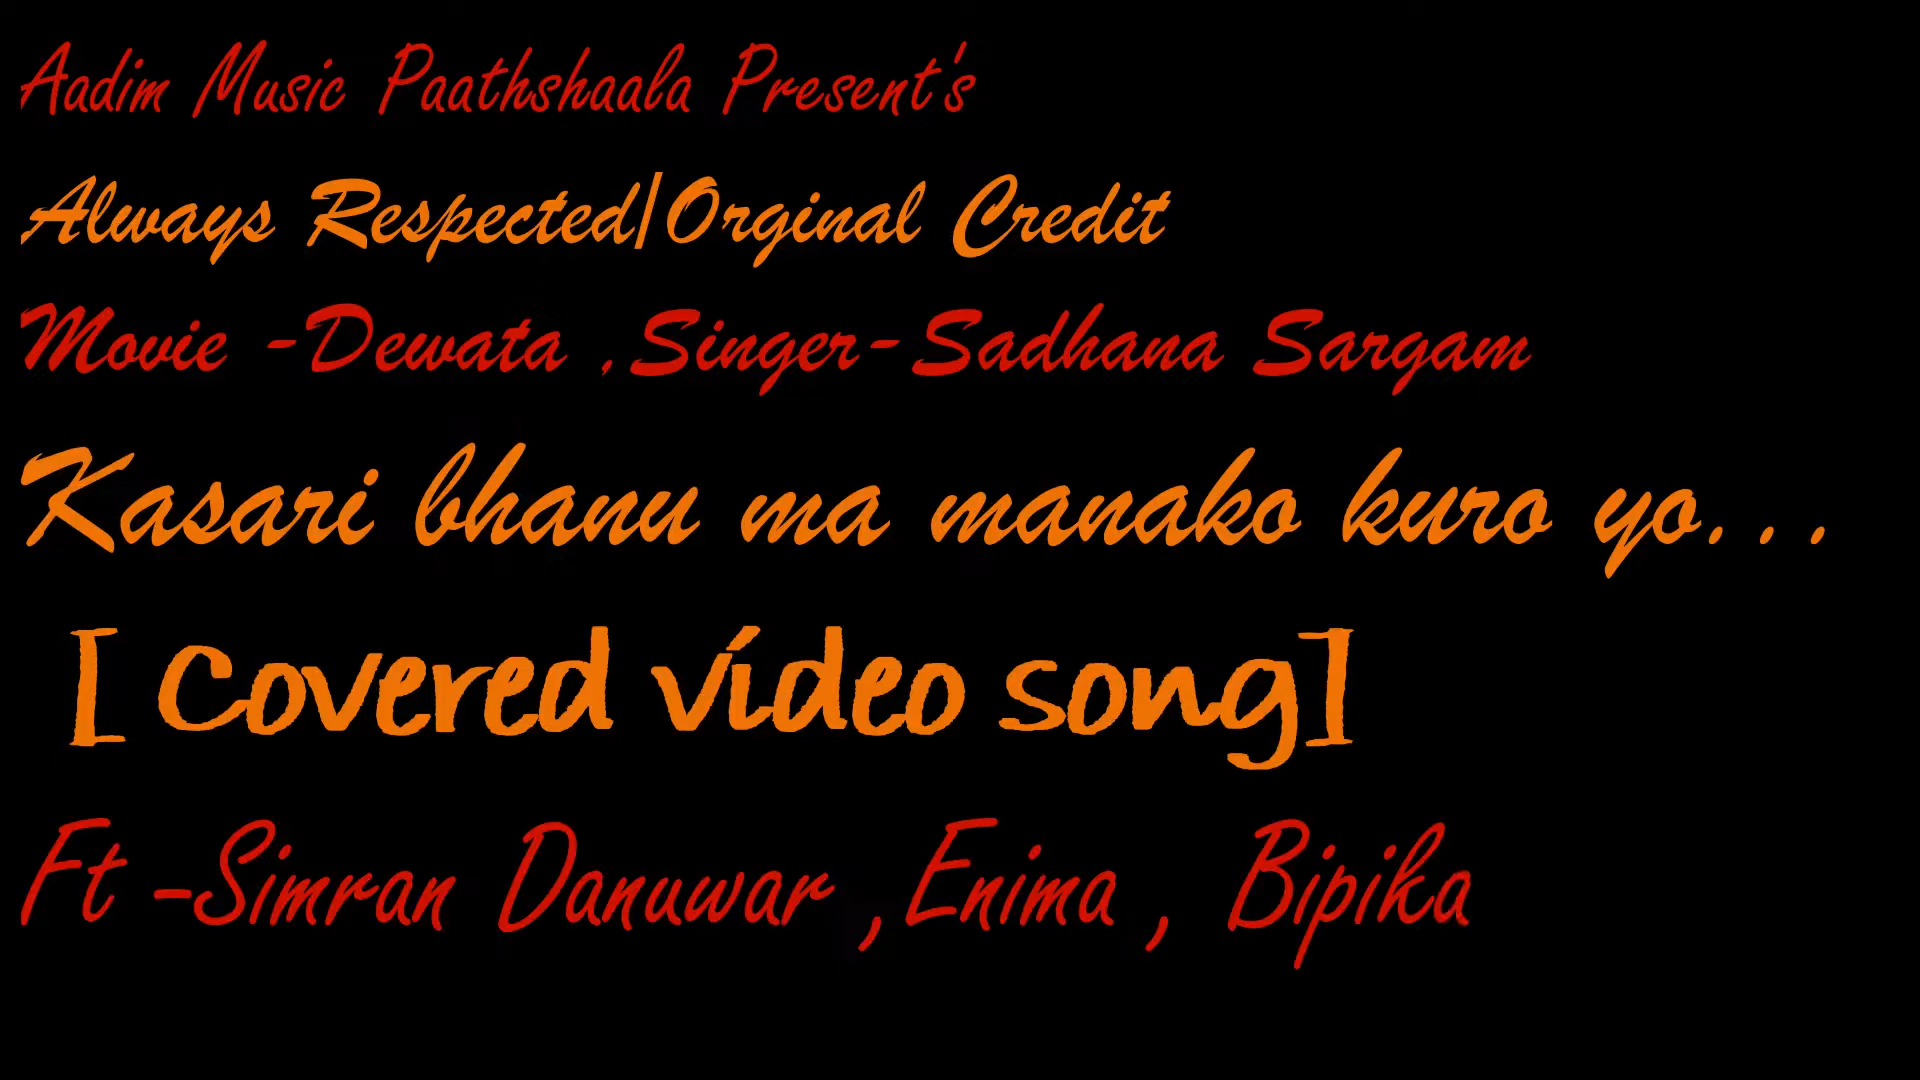 Aadim Music Paathshaala Present's
Always Respected/Orginal Credit
Movie -Dewata ,Singer-Sadhana Sargam
Kasari bhanu ma manako kuro yo...
[ Covered video song]
Ft -Simran Danuwar ,Enima , Bipika